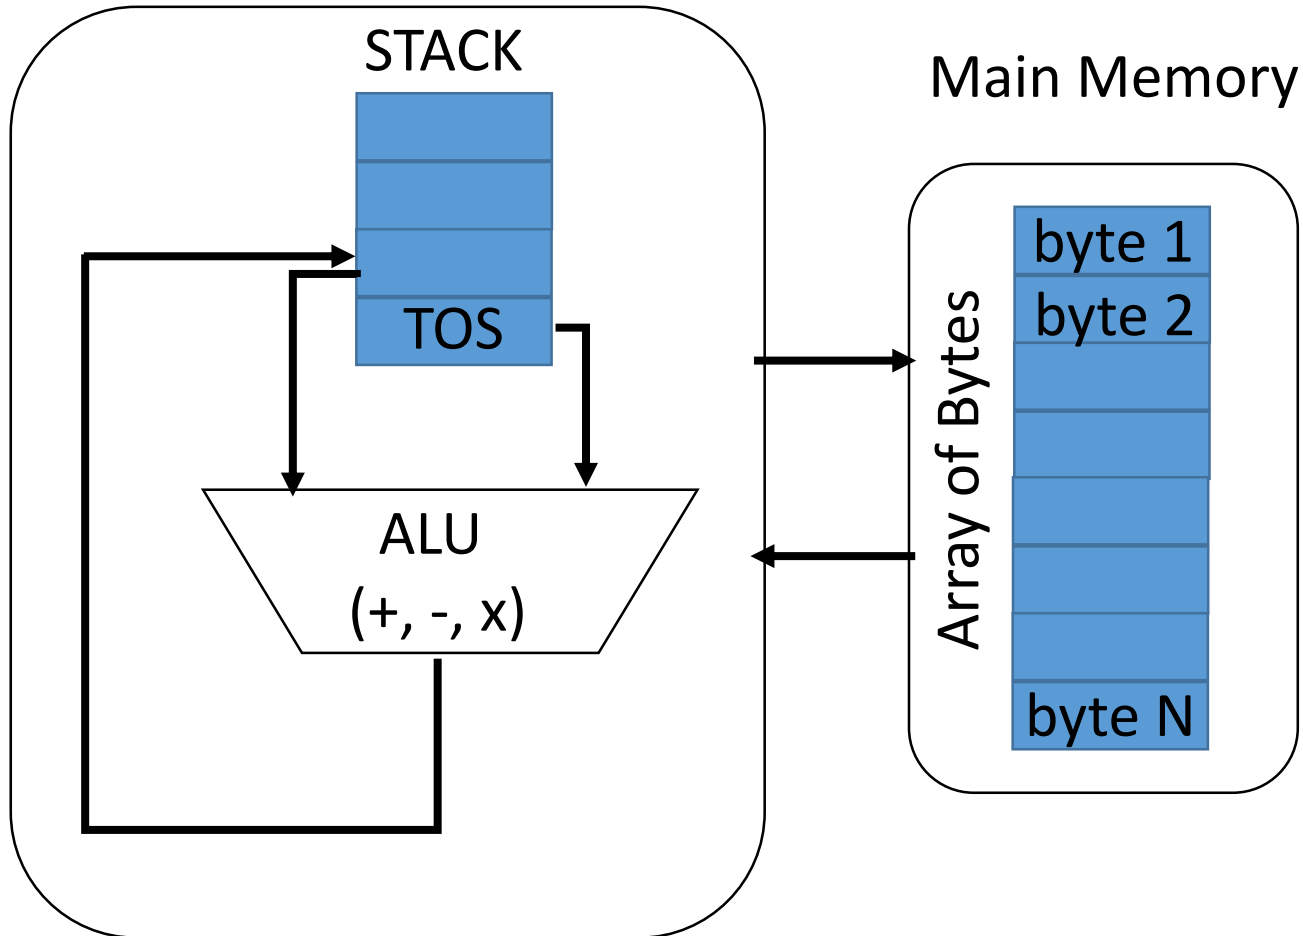 STACK
TOS
ALU
(+, -, x)
Main Memory
Array of Bytes
byte 1
byte 2
byte N